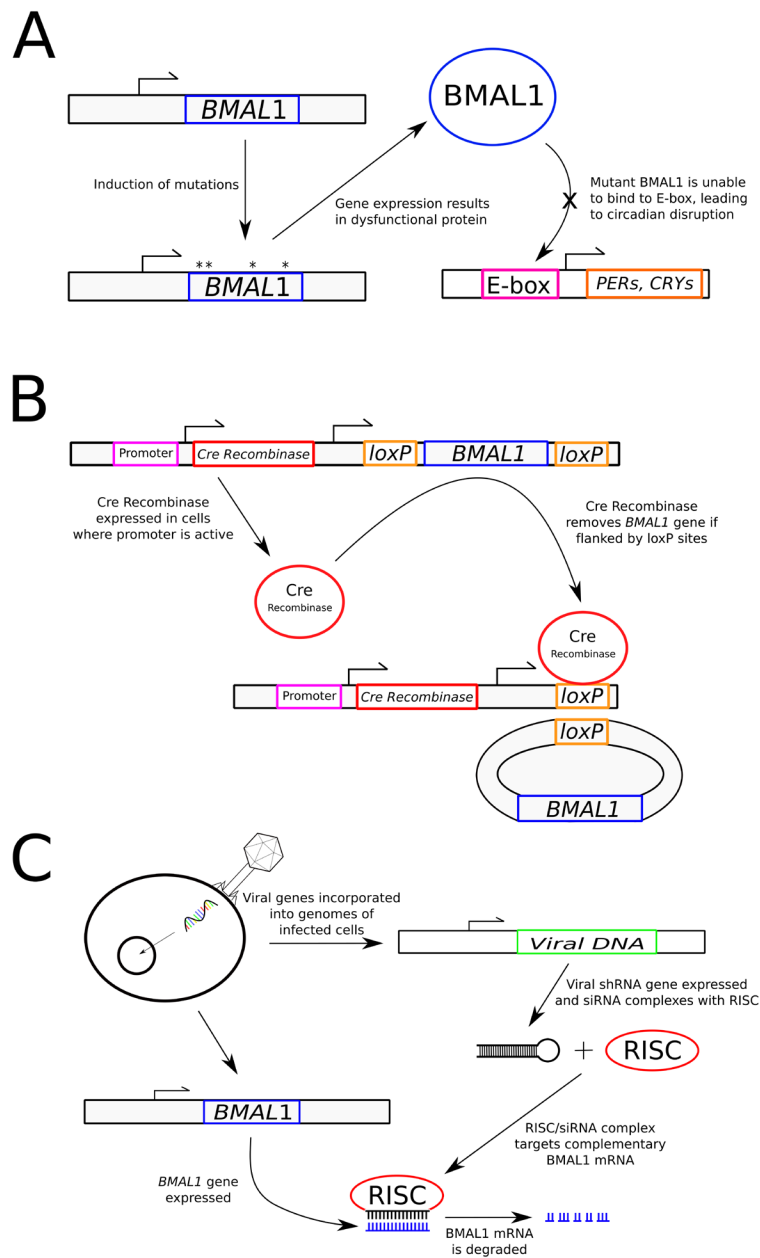 A
BMAL1
BMAL1
Induction of mutations
Gene expression results
in dysfunctional protein
Mutant BMAL1 is unable
to bind to E-box, leading
to circadian disruption
** * *
BMAL1
E-box
PERs, CRYs
B
Promoter
Cre Recombinase
loxP
BMAL1
loxP
Cre Recombinase
expressed in cells
where promoter is active
Cre Recombinase
removes BMAL1 gene if
flanked by loxP sites
Cre
Recombinase
Cre
Recombinase
Promoter
Cre Recombinase
loxP
loxP
BMAL1
C
Viral genes incorporated
into genomes of
infected cells
Viral DNA
Viral shRNA gene expressed
and siRNA complexes with RISC
+
RISC
BMAL1
RISC/siRNA complex
targets complementary
BMAL1 mRNA
BMAL1 gene
expressed
RISC
BMAL1 mRNA
is degraded